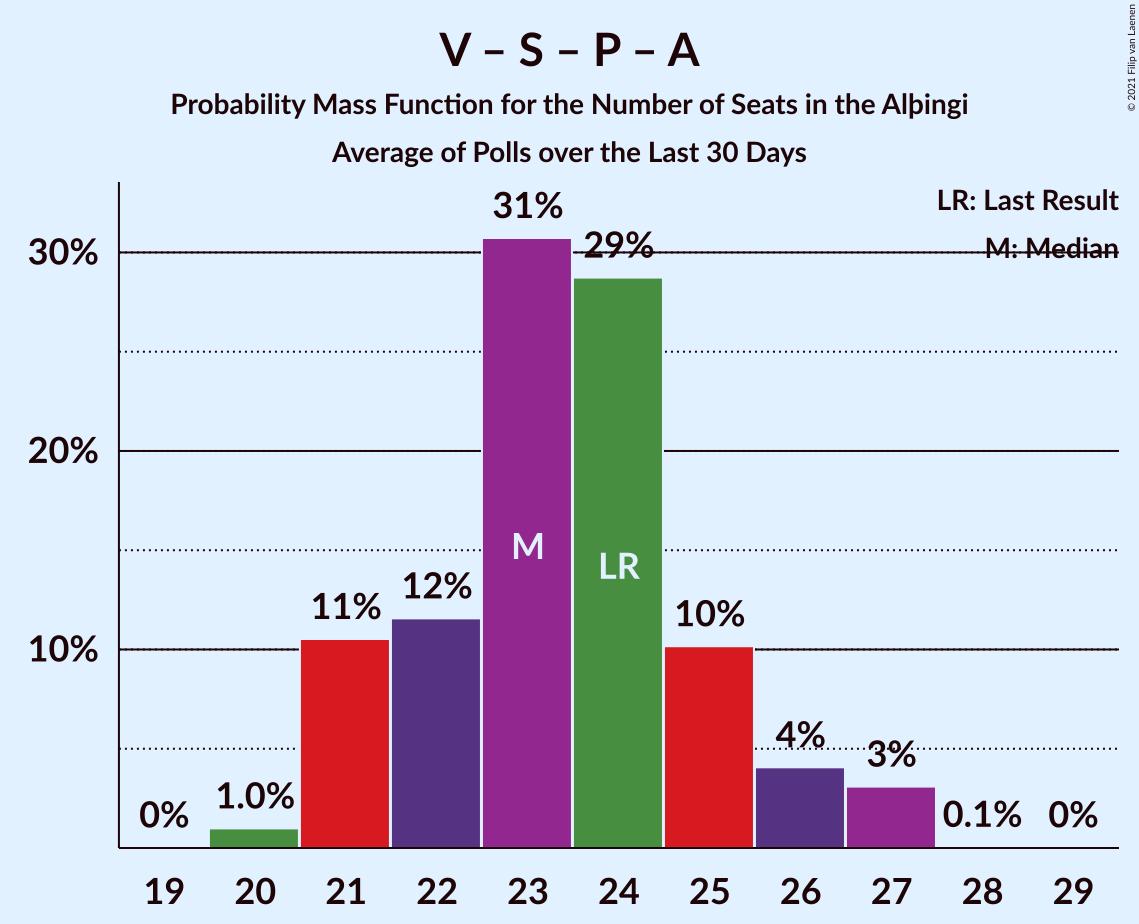 V – S – P – A
Probability Mass Function for the Number of Seats in the Alþingi
Average of Polls over the Last 30 Days
© 2021 Filip van Laenen
LR: Last Result
M: Median
30%
20%
10%
0%
1.0%
11%
12%
31%
29%
10%
4%
3%
0.1%
0%
M
LR
19 20 21 22 23 24 25 26 27 28 29